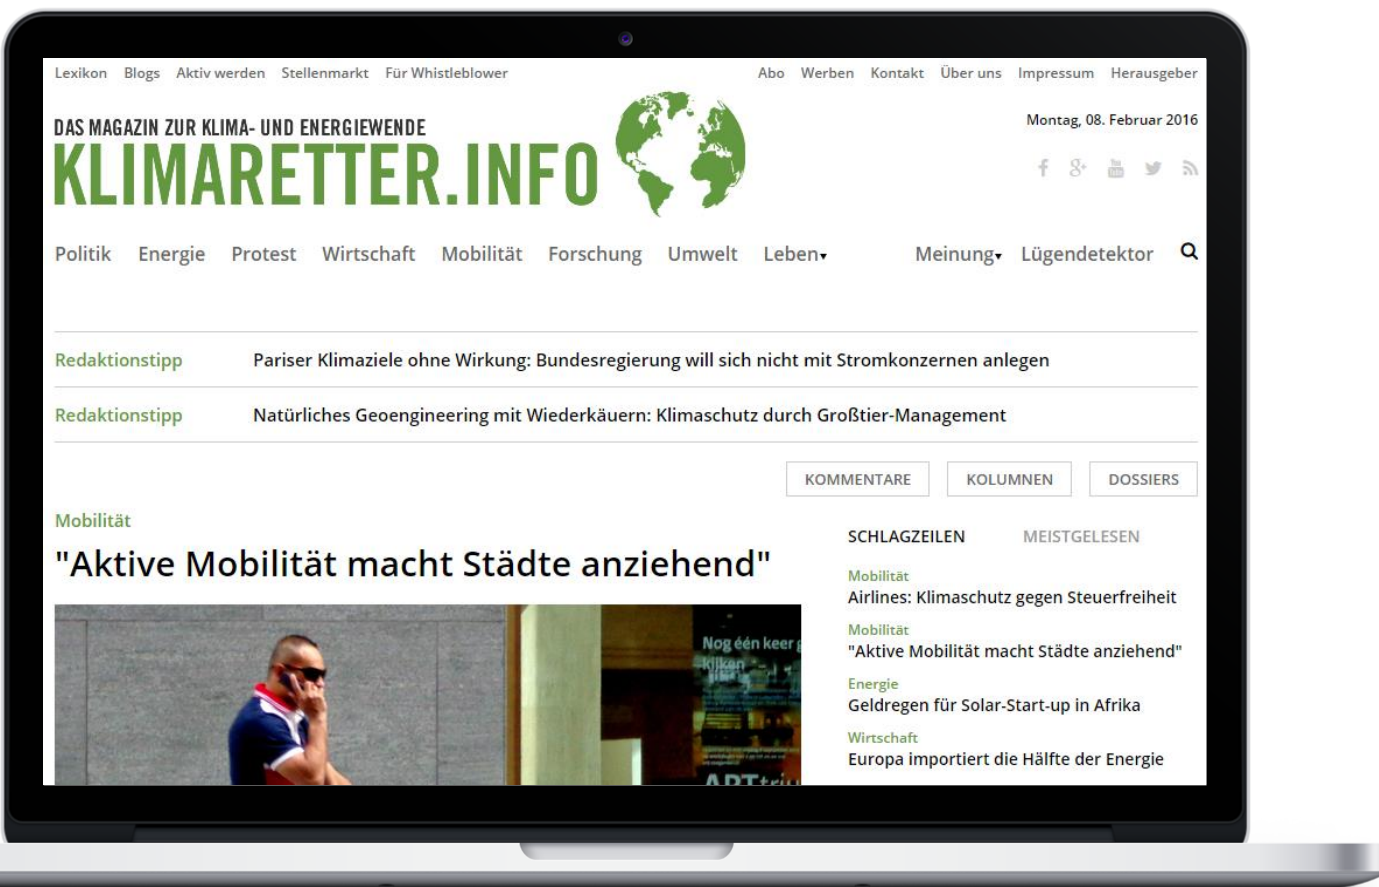 Lexikon Blogs Aktiv werden Stellenmarkt Für Whistleblower
Abo Werben Kontakt Über uns Impressum Herausgeber
DAS MAGAZIN ZUR KLIMA- UND ENERGIEWENDE
KLIMARETTER.INFO
Montag, 08. Februar 2016
Politik Energie Protest Wirtschaft Mobilität Forschung Umwelt Leben▾ Meinung▾ Lügendetektor
Redaktionstipp Pariser Klimaziele ohne Wirkung: Bundesregierung will sich nicht mit Stromkonzernen anlegen
Redaktionstipp Natürliches Geoengineering mit Wiederkäuern: Klimaschutz durch Großtier-Management
KOMMENTARE KOLUMNEN DOSSIERS
Mobilität
"Aktive Mobilität macht Städte anziehend"
Nog één keer
kijken
SCHLAGZEILEN MEISTGELESEN
Mobilität
Airlines: Klimaschutz gegen Steuerfreiheit
Mobilität
"Aktive Mobilität macht Städte anziehend"
Energie
Geldregen für Solar-Start-up in Afrika
Wirtschaft
Europa importiert die Hälfte der Energie